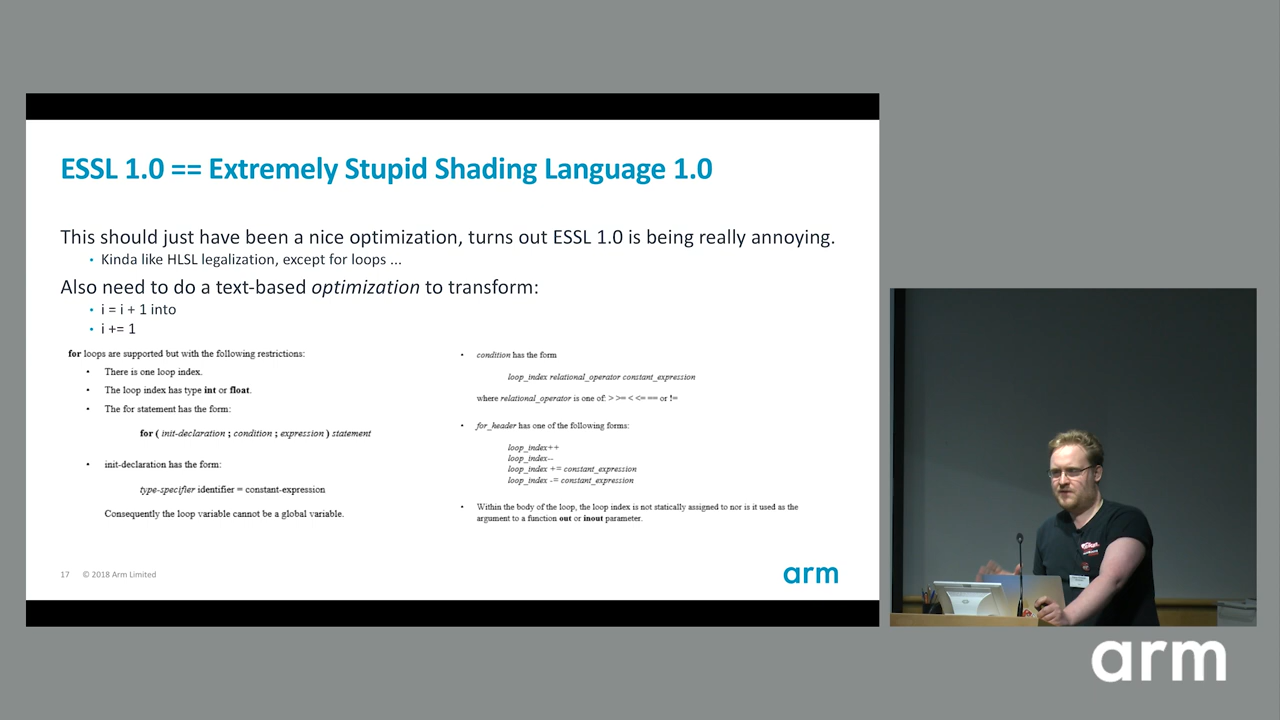 ESSL 1.0 == Extremely Stupid Shading Language 1.0
This should just have been a nice optimization, turns out ESSL 1.0 is being really annoying.
• Kinda like HLSL legalization, except for loops ...
Also need to do a text-based optimization to transform:
• i = i + 1 into
• i += 1
for loops are supported but with the following restrictions:
• There is one loop index.
• The loop index has type int or float.
• The for statement has the form:
for ( init-declaration ; condition ; expression ) statement
• init-declaration has the form:
type-specifier identifier = constant-expression
Consequently the loop variable cannot be a global variable.
• condition has the form
loop_index relational_operator constant_expression
where relational_operator is one of: > >= < <= == or !=
• for_header has one of the following forms:
loop_index++
loop_index--
loop_index += constant_expression
loop_index -= constant_expression
• Within the body of the loop, the loop index is not statically assigned to nor is it used as the
argument to a function out or inout parameter.
17 © 2018 Arm Limited
arm
arm